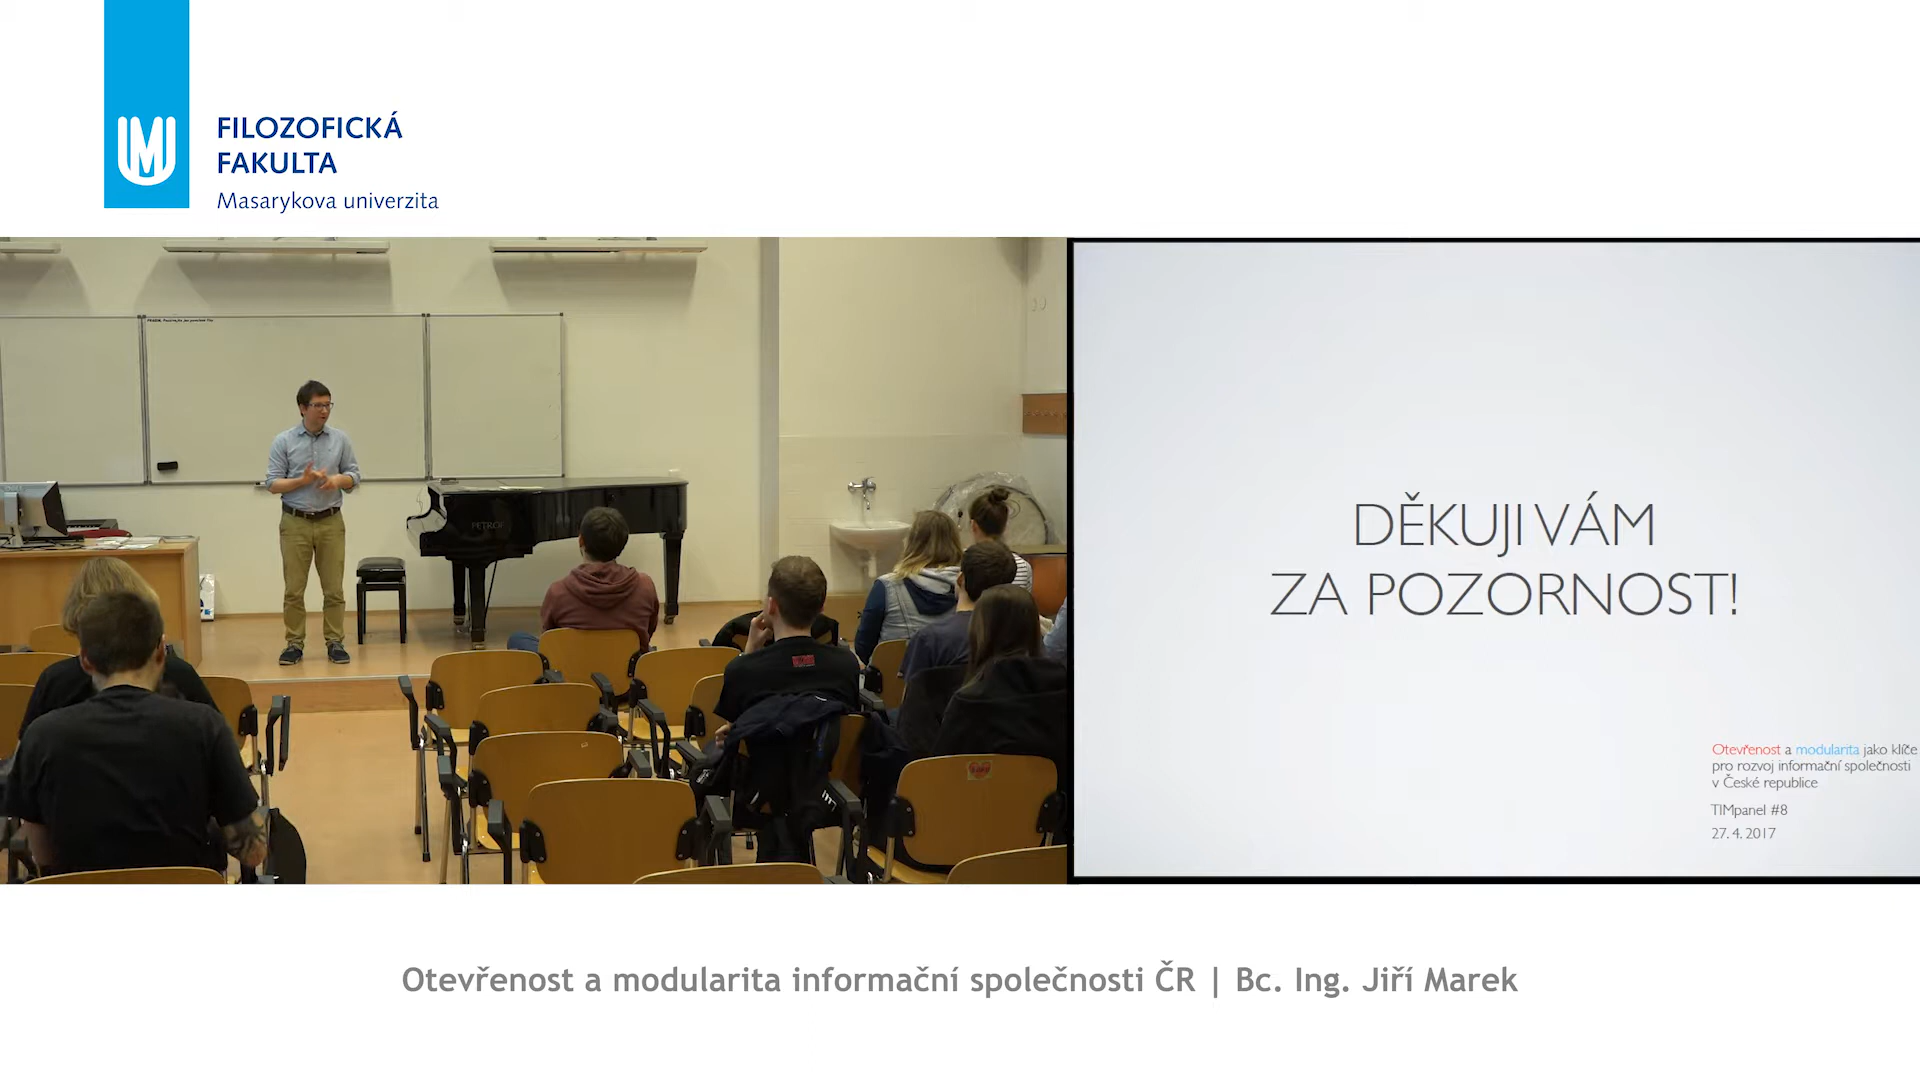 FILOZOFICKÁ
FAKULTA
Masarykova univerzita
PETROF
DĚKUJI VÁM
ZA POZORNOST!
Otevřenost a modularita jako klíče
pro rozvoj informační společnosti
v České republice
TIMpanel #8
27. 4. 2017
Otevřenost a modularita informační společnosti ČR | Bc. Ing. Jiří Marek